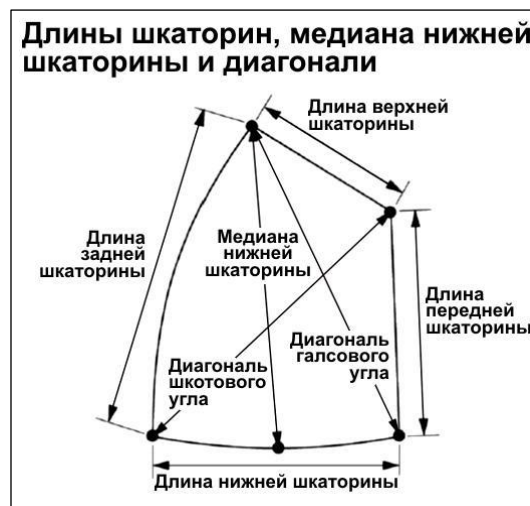 Длины шкаторин, медиана нижней
шкаторины и диагонали
Длина верхней
шкаторины
Длина
задней
шкаторины
Медиана
нижней
шкаторины
Длина
передней
шкаторины
Диагональ
шкотового
угла
Диагональ
галсового
угла
Длина нижней шкаторины